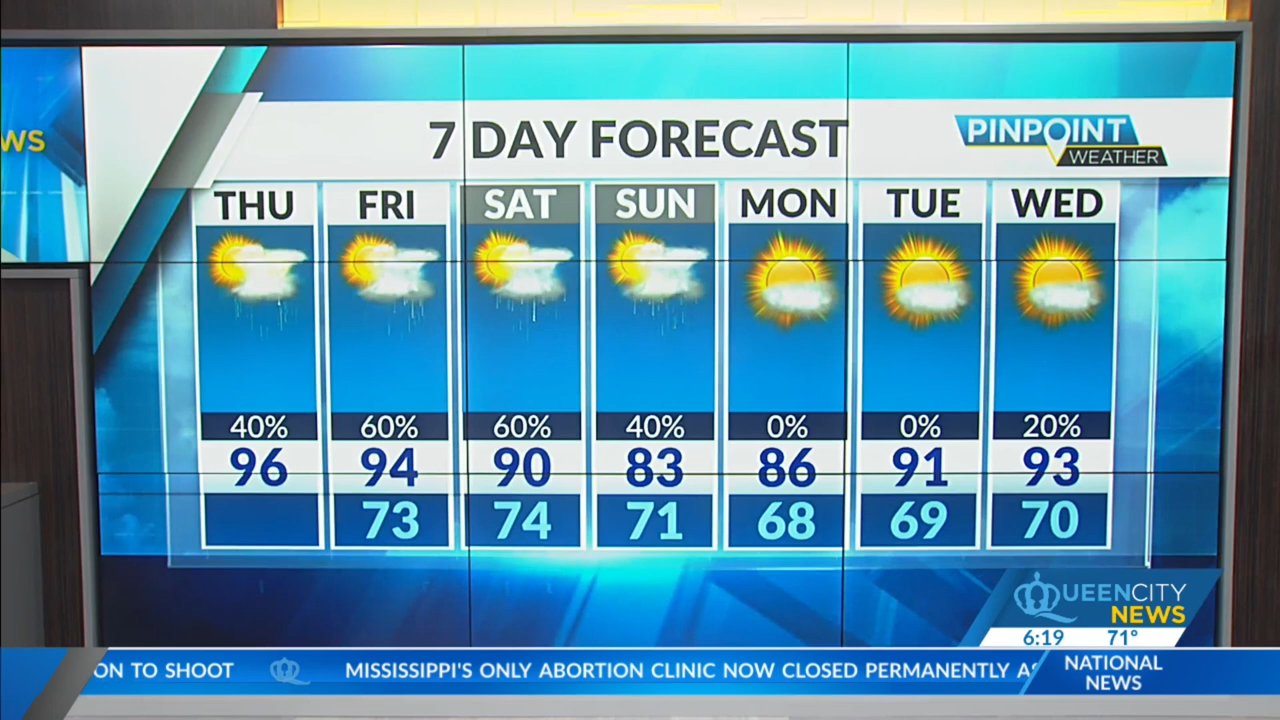 WS
7 DAY FORECAST
PINPOINT
WEATHER
THU FRI SAT SUN MON TUE WED
40% 60% 60% 40% 0% 0% 20%
96 94 90 83 86 91 93
73 74 71 68 69 70
QUEENCITY
NEWS
6:19 71°
ON TO SHOOT MISSISSIPPI'S ONLY ABORTION CLINIC NOW CLOSED PERMANENTLY AS
NATIONAL
NEWS